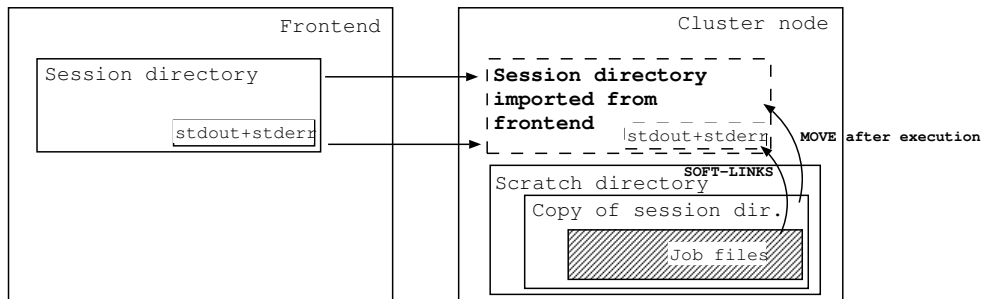 Frontend
Session directory
stdout+stderr
Cluster node
Session directory
imported from
frontend
stdout+stderr
MOVE after execution
SOFT-LINKS
Scratch directory
Copy of session dir.
Job files